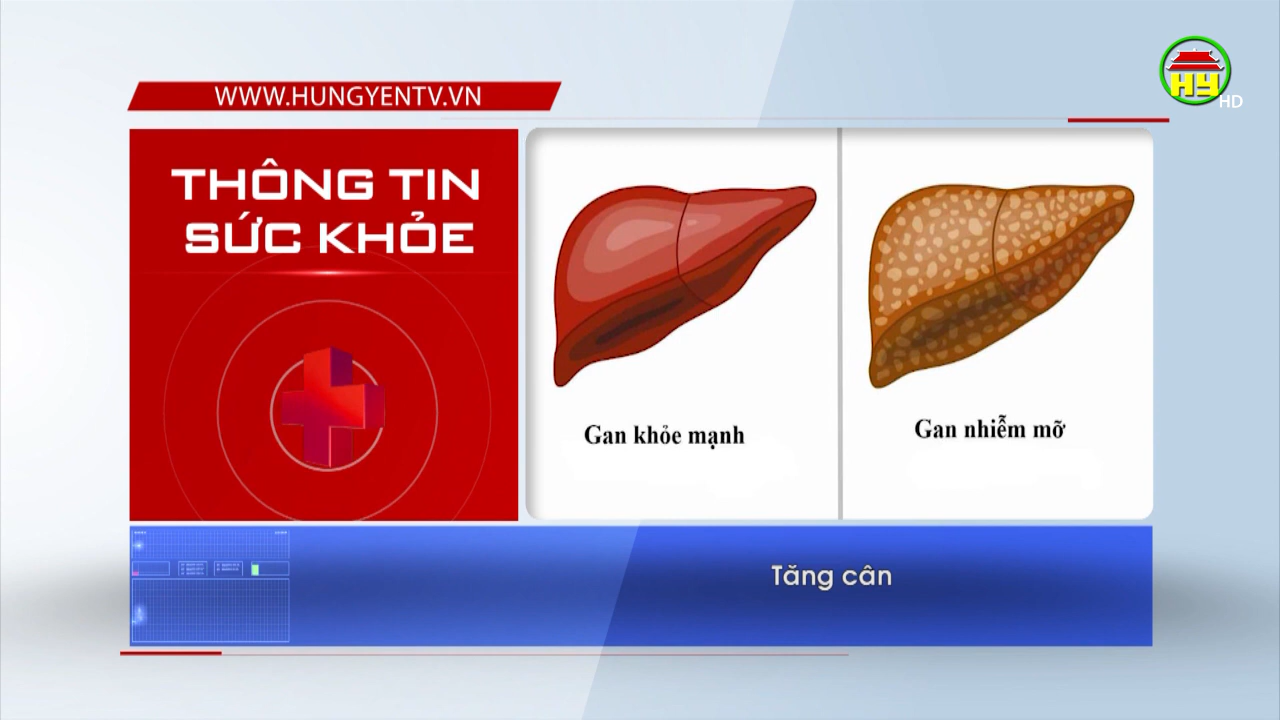 WWW.HUNGYENTV.VN
HY
HD
THÔNG TIN
SỨC KHỎE
Gan khỏe mạnh
Gan nhiễm mỡ
Tăng cân